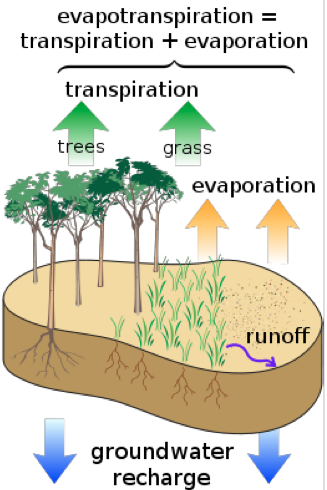 evapotranspiration =
transpiration + evaporation
transpiration
trees
grass
evaporation
runoff
groundwater
recharge